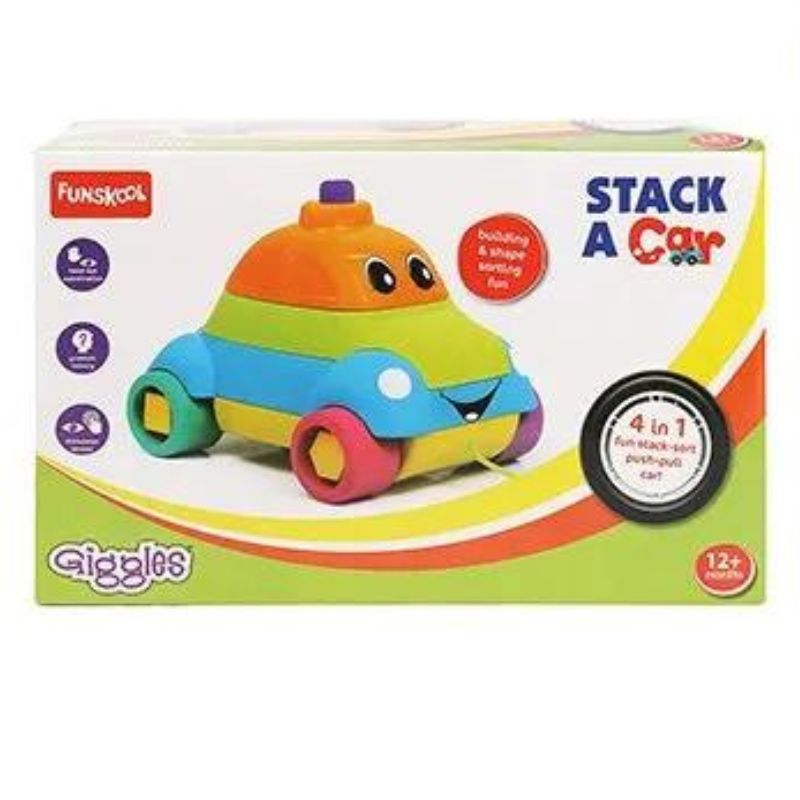 FUNSKOOL
STACK
A Car
building
& shape
sorting
fun
4 in 1
fun stack-sort
push-pull
car!
Giggles
12+
months